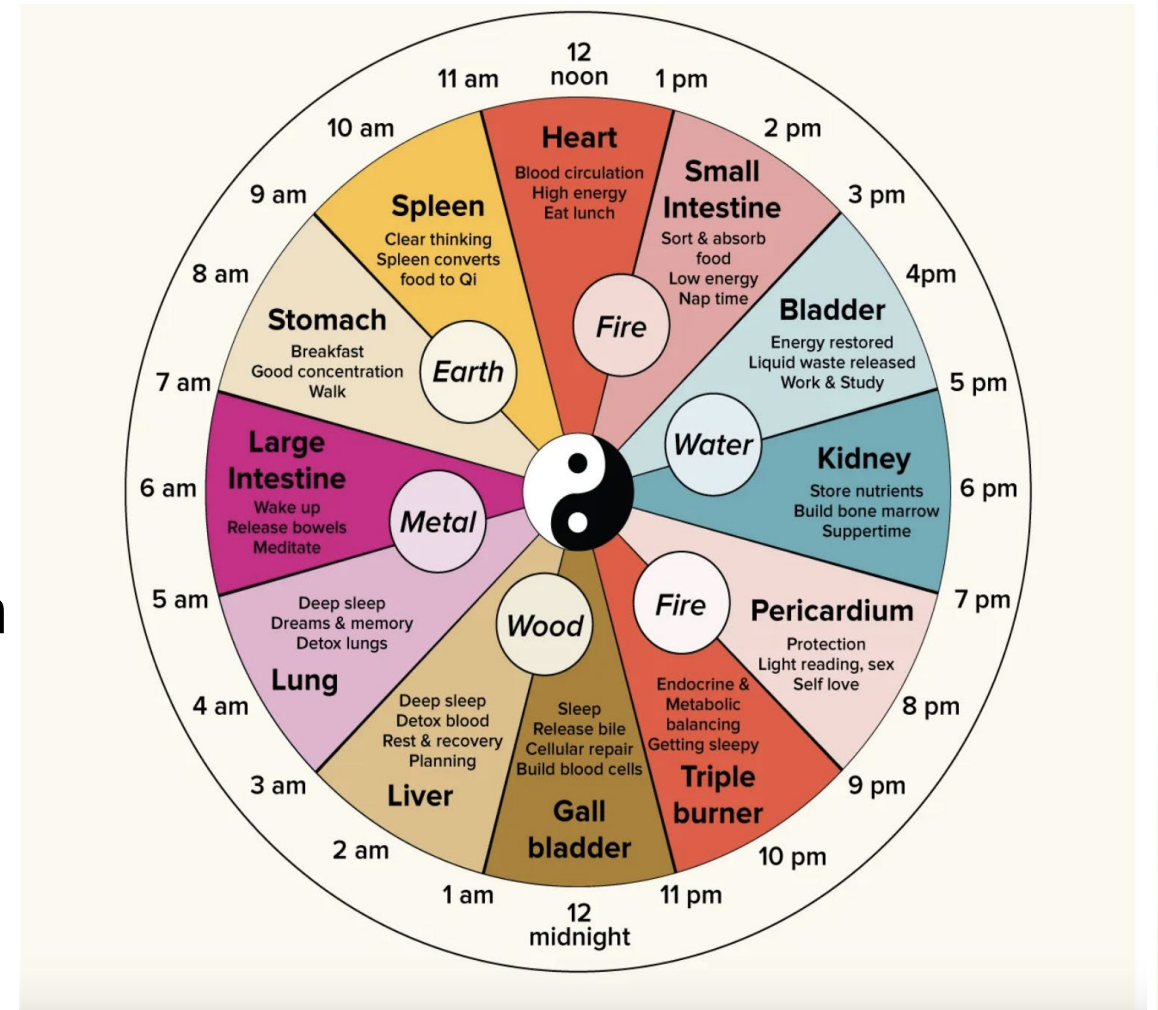 12
noon
1 pm
2 pm
3 pm
4pm
5 pm
6 pm
7 pm
8 pm
9 pm
10 pm
11 pm
12
midnight
1 am
2 am
3 am
4 am
5 am
6 am
7 am
8 am
9 am
10 am
11 am
Heart
Blood circulation
High energy
Eat lunch
Small
Intestine
Sort & absorb
food
Low energy
Nap time
Fire
Bladder
Energy restored
Liquid waste released
Work & Study
Water
Kidney
Store nutrients
Build bone marrow
Suppertime
Pericardium
Protection
Light reading, sex
Self love
Fire
Endocrine &
Metabolic
balancing
Getting sleepy
Triple
burner
Sleep
Release bile
Cellular repair
Build blood cells
Gall
bladder
Wood
Deep sleep
Detox blood
Rest & recovery
Planning
Liver
Deep sleep
Dreams & memory
Detox lungs
Lung
Metal
Large
Intestine
Wake up
Release bowels
Meditate
Stomach
Breakfast
Good concentration
Walk
Earth
Spleen
Clear thinking
Spleen converts
food to Qi